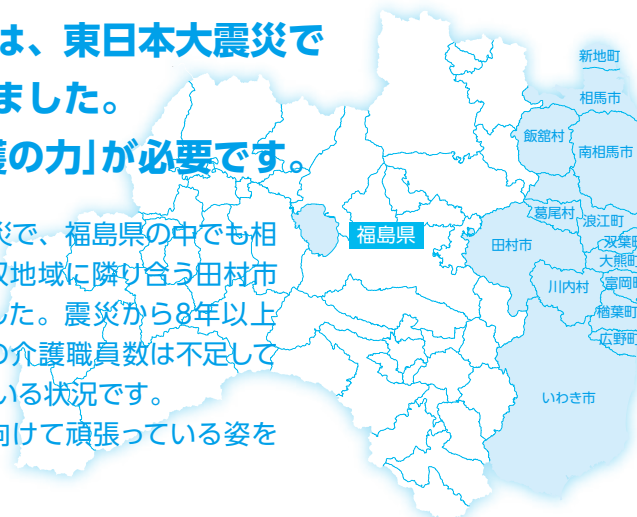 は、東日本大震災で
ました。
護の力」が必要です。
災で、福島県の中でも相
双地域に隣り合う田村市
した。震災から8年以上
の介護職員数は不足して
いる状況です。
向けて頑張っている姿を
福島県
新地町
相馬市
飯舘村
南相馬市
葛尾村
浪江町
双葉町
大熊町
田村市
川内村
富岡町
楢葉町
広野町
いわき市